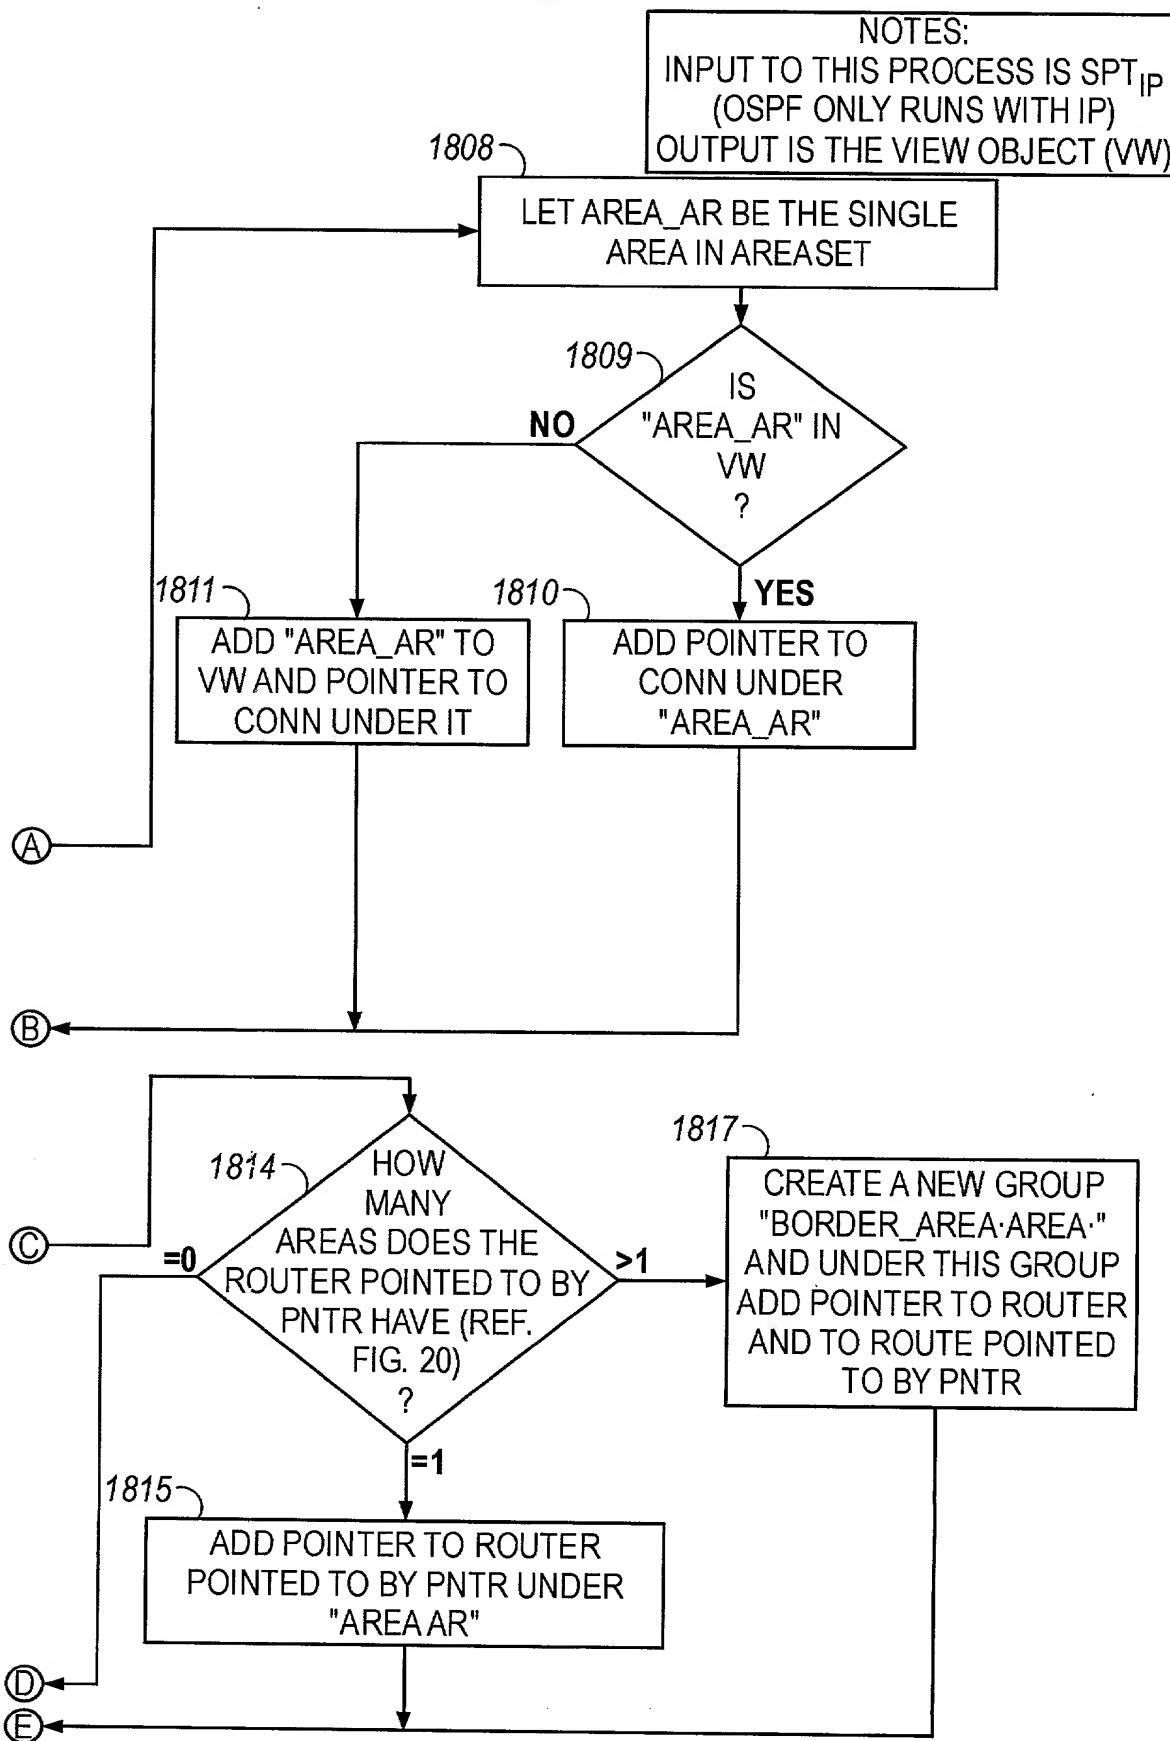 NOTES:
INPUT TO THIS PROCESS IS SPT_IP
(OSPF ONLY RUNS WITH IP)
OUTPUT IS THE VIEW OBJECT (VW)
1808
LET AREA_AR BE THE SINGLE
AREA IN AREASET
1809
IS
"AREA_AR" IN
VW
?
NO
YES
1811
ADD "AREA_AR" TO
VW AND POINTER TO
CONN UNDER IT
1810
ADD POINTER TO
CONN UNDER
"AREA_AR"
A
B
C
1814
HOW
MANY
AREAS DOES THE
ROUTER POINTED TO BY
PNTR HAVE (REF.
FIG. 20)
?
=0
>1
=1
1817
CREATE A NEW GROUP
"BORDER_AREA·AREA·"
AND UNDER THIS GROUP
ADD POINTER TO ROUTER
AND TO ROUTE POINTED
TO BY PNTR
1815
ADD POINTER TO ROUTER
POINTED TO BY PNTR UNDER
"AREA AR"
D
E